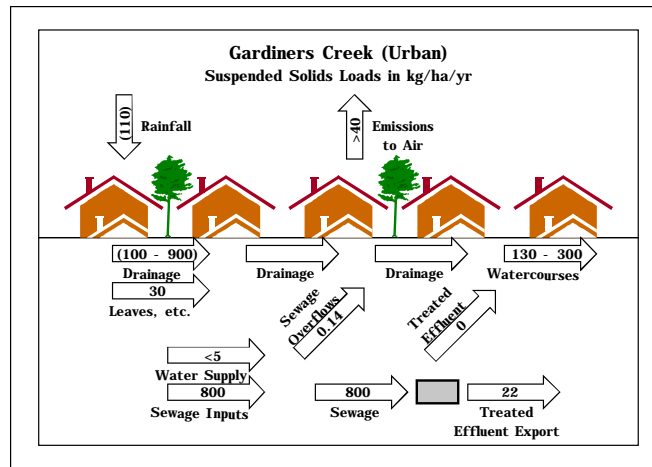 Gardiners Creek (Urban)
Suspended Solids Loads in kg/ha/yr
(110)
Rainfall
>40
Emissions
to Air
(100 - 900)
Drainage
Drainage
Drainage
130 - 300
Watercourses
30
Leaves, etc.
Sewage
Overflows
0.14
Treated
Effluent
0
<5
Water Supply
800
Sewage Inputs
800
Sewage
22
Treated
Effluent Export